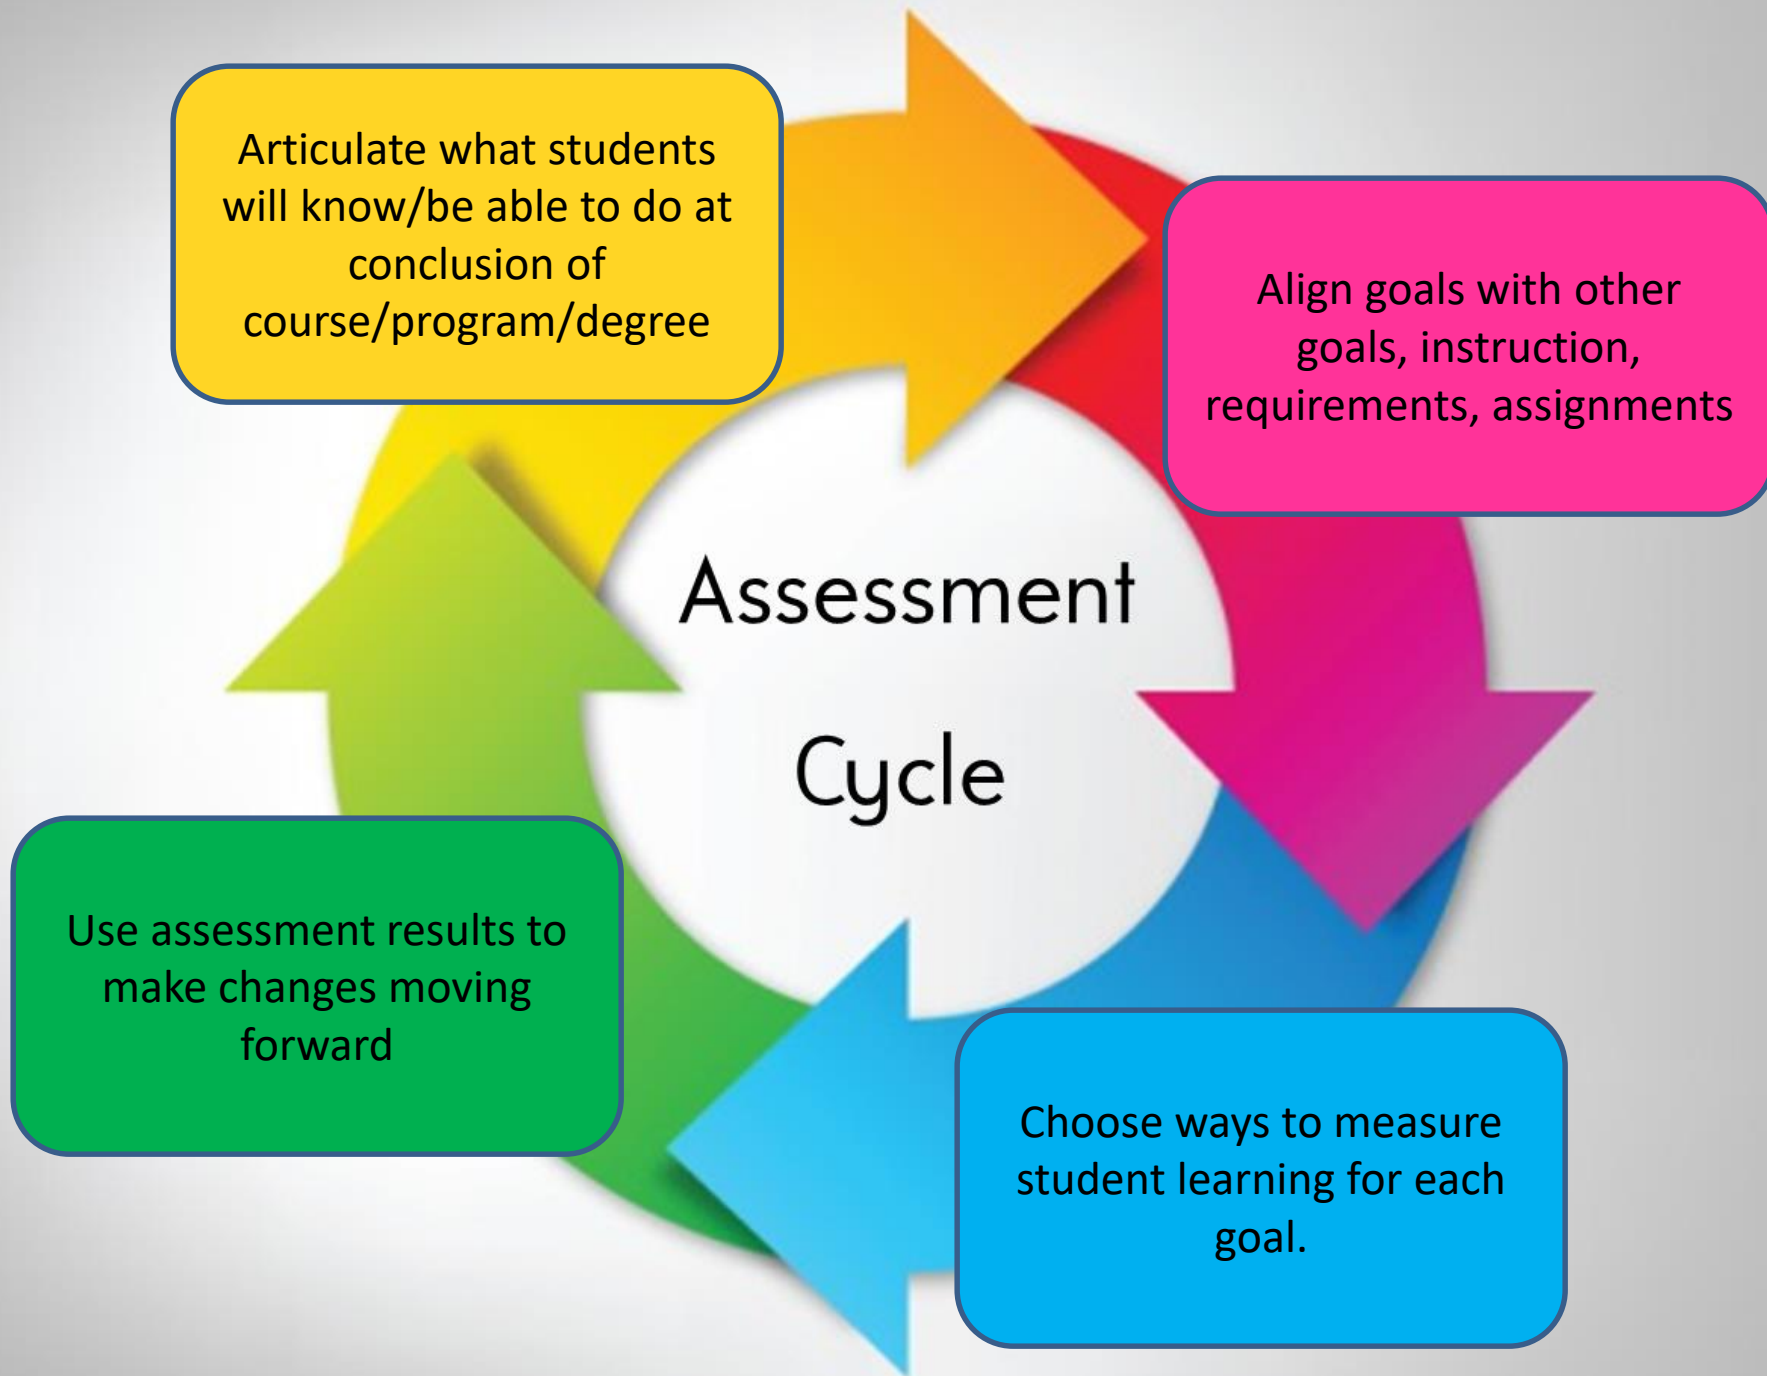 Articulate what students
will know/be able to do at
conclusion of
course/program/degree
Align goals with other
goals, instruction,
requirements, assignments
Assessment
Cycle
Use assessment results to
make changes moving
forward
Choose ways to measure
student learning for each
goal.